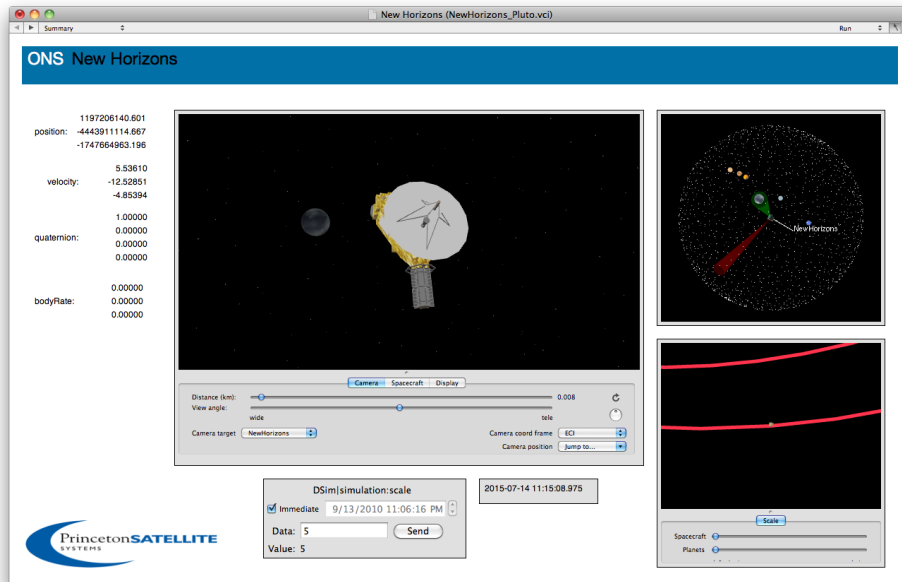 New Horizons (NewHorizons_Pluto.vci)
Summary
Run
ONS New Horizons
1197206140.601
position: -4443911114.667
-1747664963.196
5.53610
velocity: -12.52851
-4.85394
1.00000
quaternion: 0.00000
0.00000
0.00000
0.00000
bodyRate: 0.00000
0.00000
New Horizons
Camera Spacecraft Display
Distance (km): 0.008
View angle:
wide tele
Camera target NewHorizons Camera coord frame ECI
Camera position Jump to...
DSim|simulation:scale
Immediate 9/13/2010 11:06:16 PM
Data: 5 Send
Value: 5
2015-07-14 11:15:08.975
Scale
Spacecraft
Planets
PrincetonSATELLITE
SYSTEMS